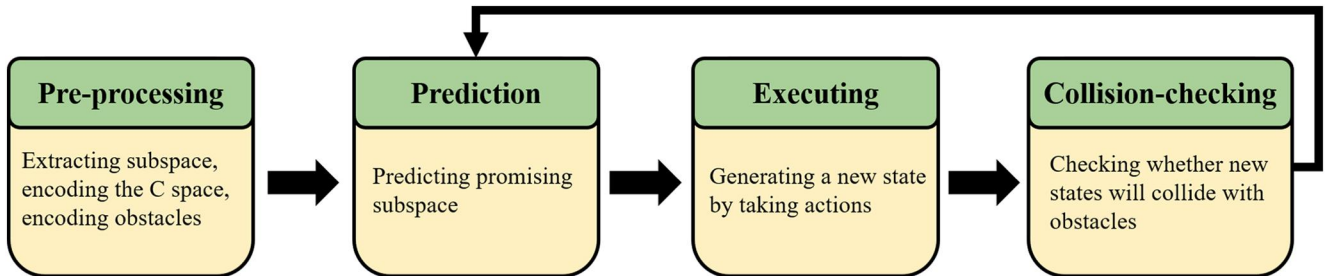 Pre-processing
Extracting subspace,
encoding the C space,
encoding obstacles
Prediction
Predicting promising
subspace
Executing
Generating a new state
by taking actions
Collision-checking
Checking whether new
states will collide with
obstacles